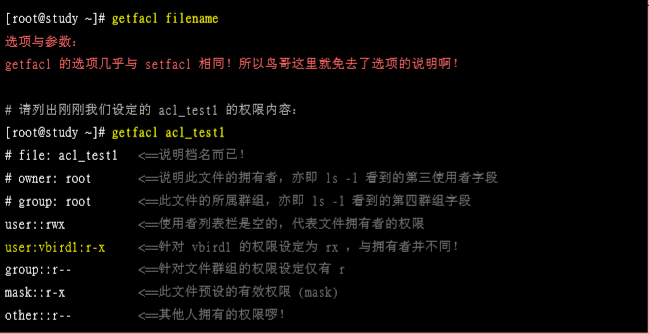 [root@study ~]# getfacl filename
选项与参数：
getfacl 的选项几乎与 setfacl 相同！所以鸟哥这里就免去了选项的说明啊！
# 请列出刚刚我们设定的 acl_test1 的权限内容：
[root@study ~]# getfacl acl_test1
# file: acl_test1 <==说明档名而已！
# owner: root <==说明此文件的拥有者，亦即 ls -l 看到的第三使用者字段
# group: root <==此文件的所属群组，亦即 ls -l 看到的第四群组字段
user::rwx <==使用者列表栏是空的，代表文件拥有者的权限
user:vbird1:r-x <==针对 vbird1 的权限设定为 rx ，与拥有者并不同！
group::r-- <==针对文件群组的权限设定仅有 r
mask::r-x <==此文件预设的有效权限 (mask)
other::r-- <==其他人拥有的权限啰！